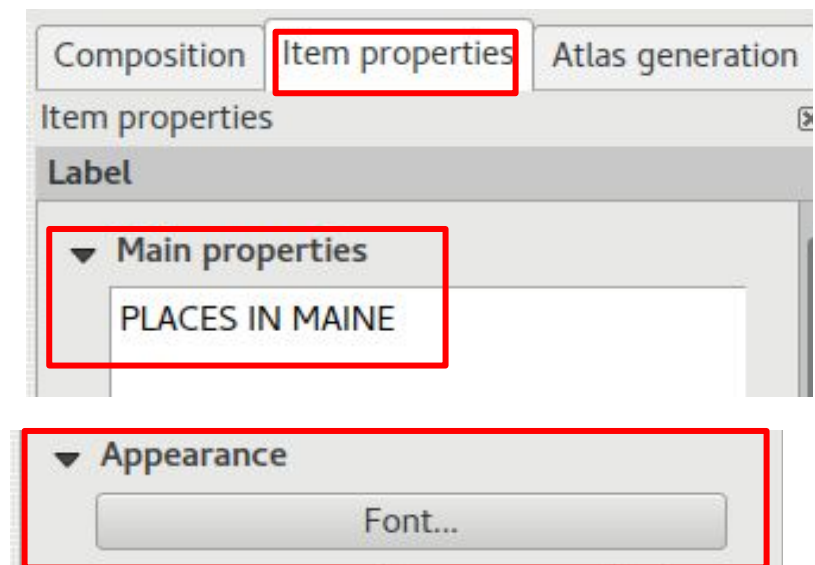 Composition Item properties Atlas generation
Item properties
Label
Main properties
PLACES IN MAINE
Appearance
Font...